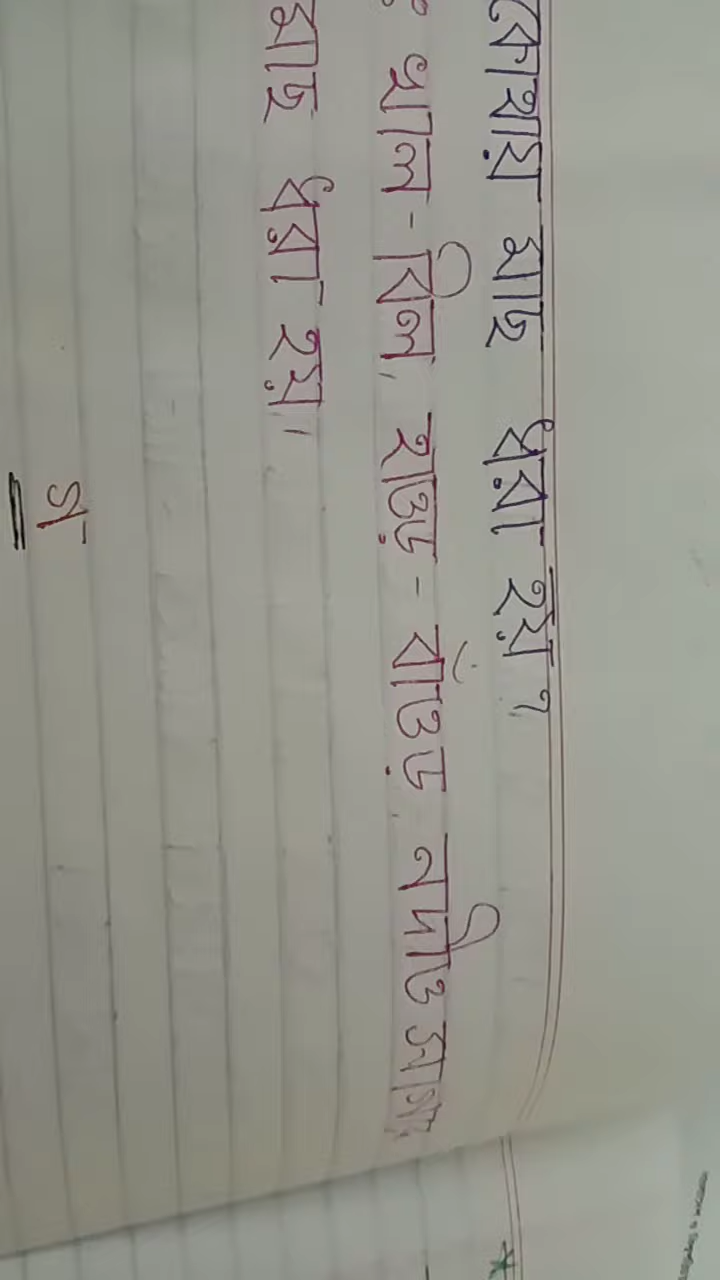 কোথায় মাছ ধরা হয়?
ঃ খাল-বিল, হাওড়-বাঁওড়, নদীতে
মাছ ধরা হয়।